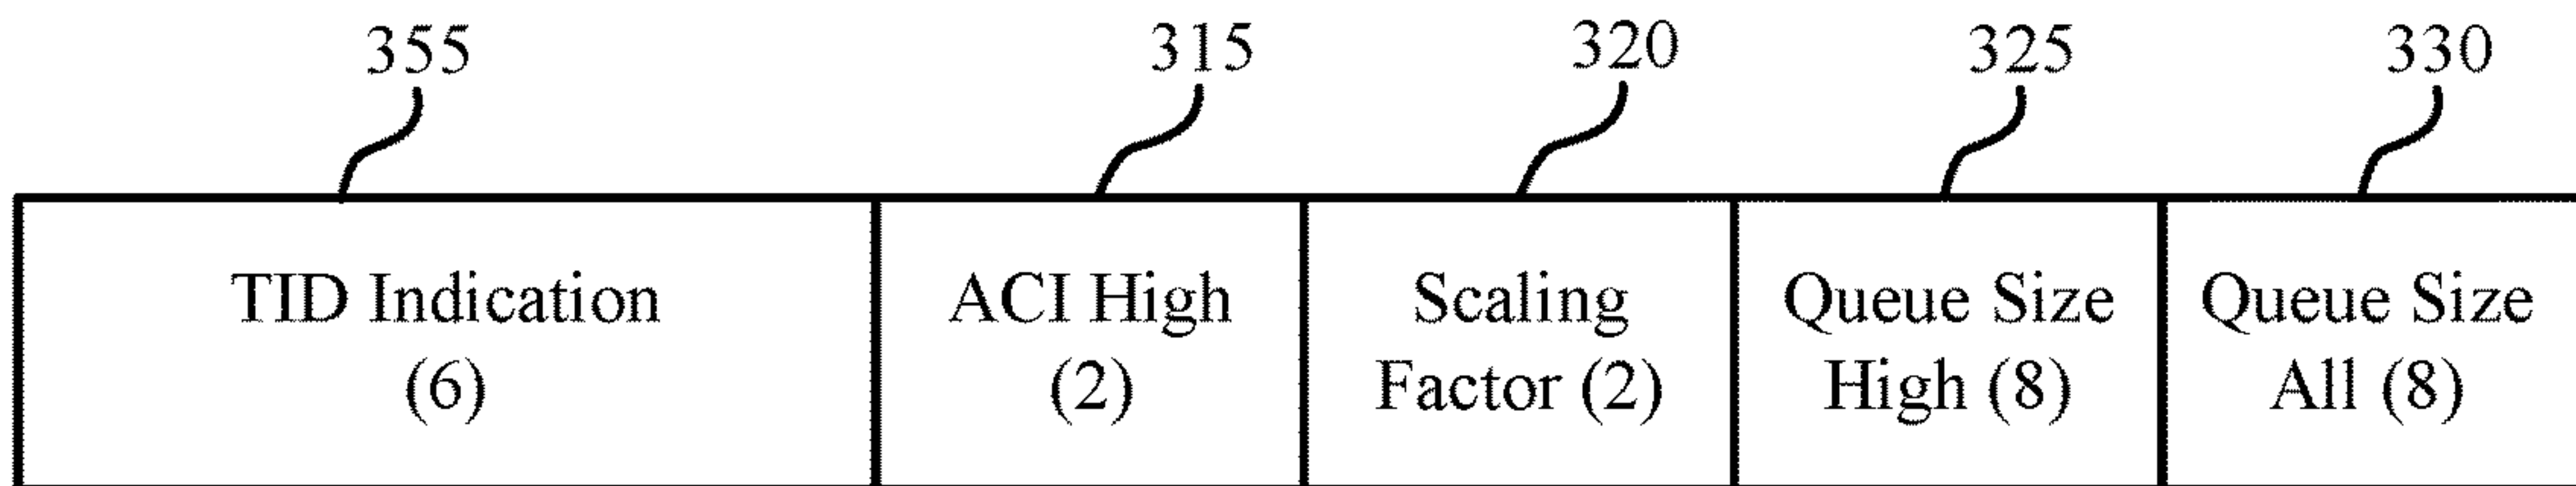 355 315 320 325 330
TID Indication ACI High Scaling Queue Size Queue Size
(6) (2) Factor (2) High (8) All (8)